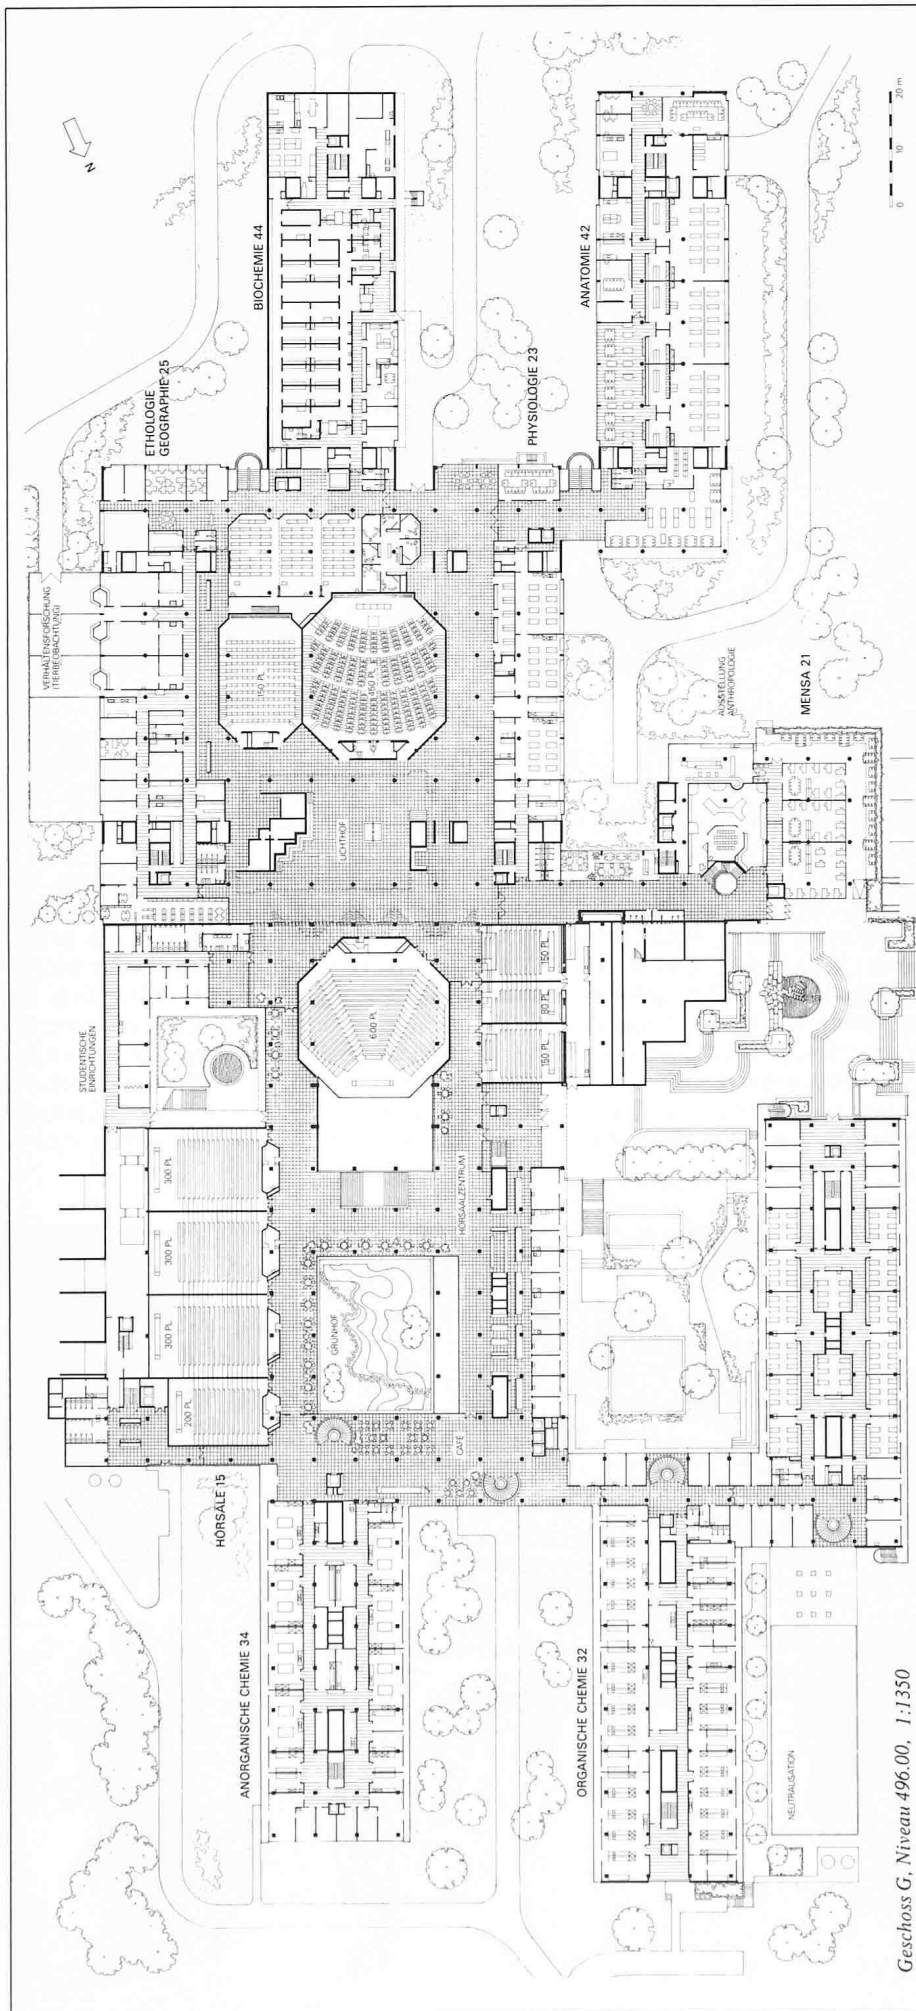 N
20 m
10
0
BIOCHEMIE 44
ANATOMIE 42
ETHOLOGIE
GEOGRAPHIE 25
PHYSIOLOGIE 23
VERHALTENSFORSCHUNG
(TIERBEOBACHTUNG)
150 PL.
450 PL.
AUSSTELLUNG
ANTHROPOLOGIE
MENSA 21
LICHTHOF
STUDENTISCHE
EINRICHTUNGEN
600 PL.
150 PL.
80 PL.
150 PL.
300 PL.
300 PL.
300 PL.
200 PL.
HÖRSAALZENTRUM
GRÜNHOF
CAFÉ
HÖRSÄLE 15
ANORGANISCHE CHEMIE 34
ORGANISCHE CHEMIE 32
NEUTRALISATION
Geschoss G, Niveau 496.00, 1:1350